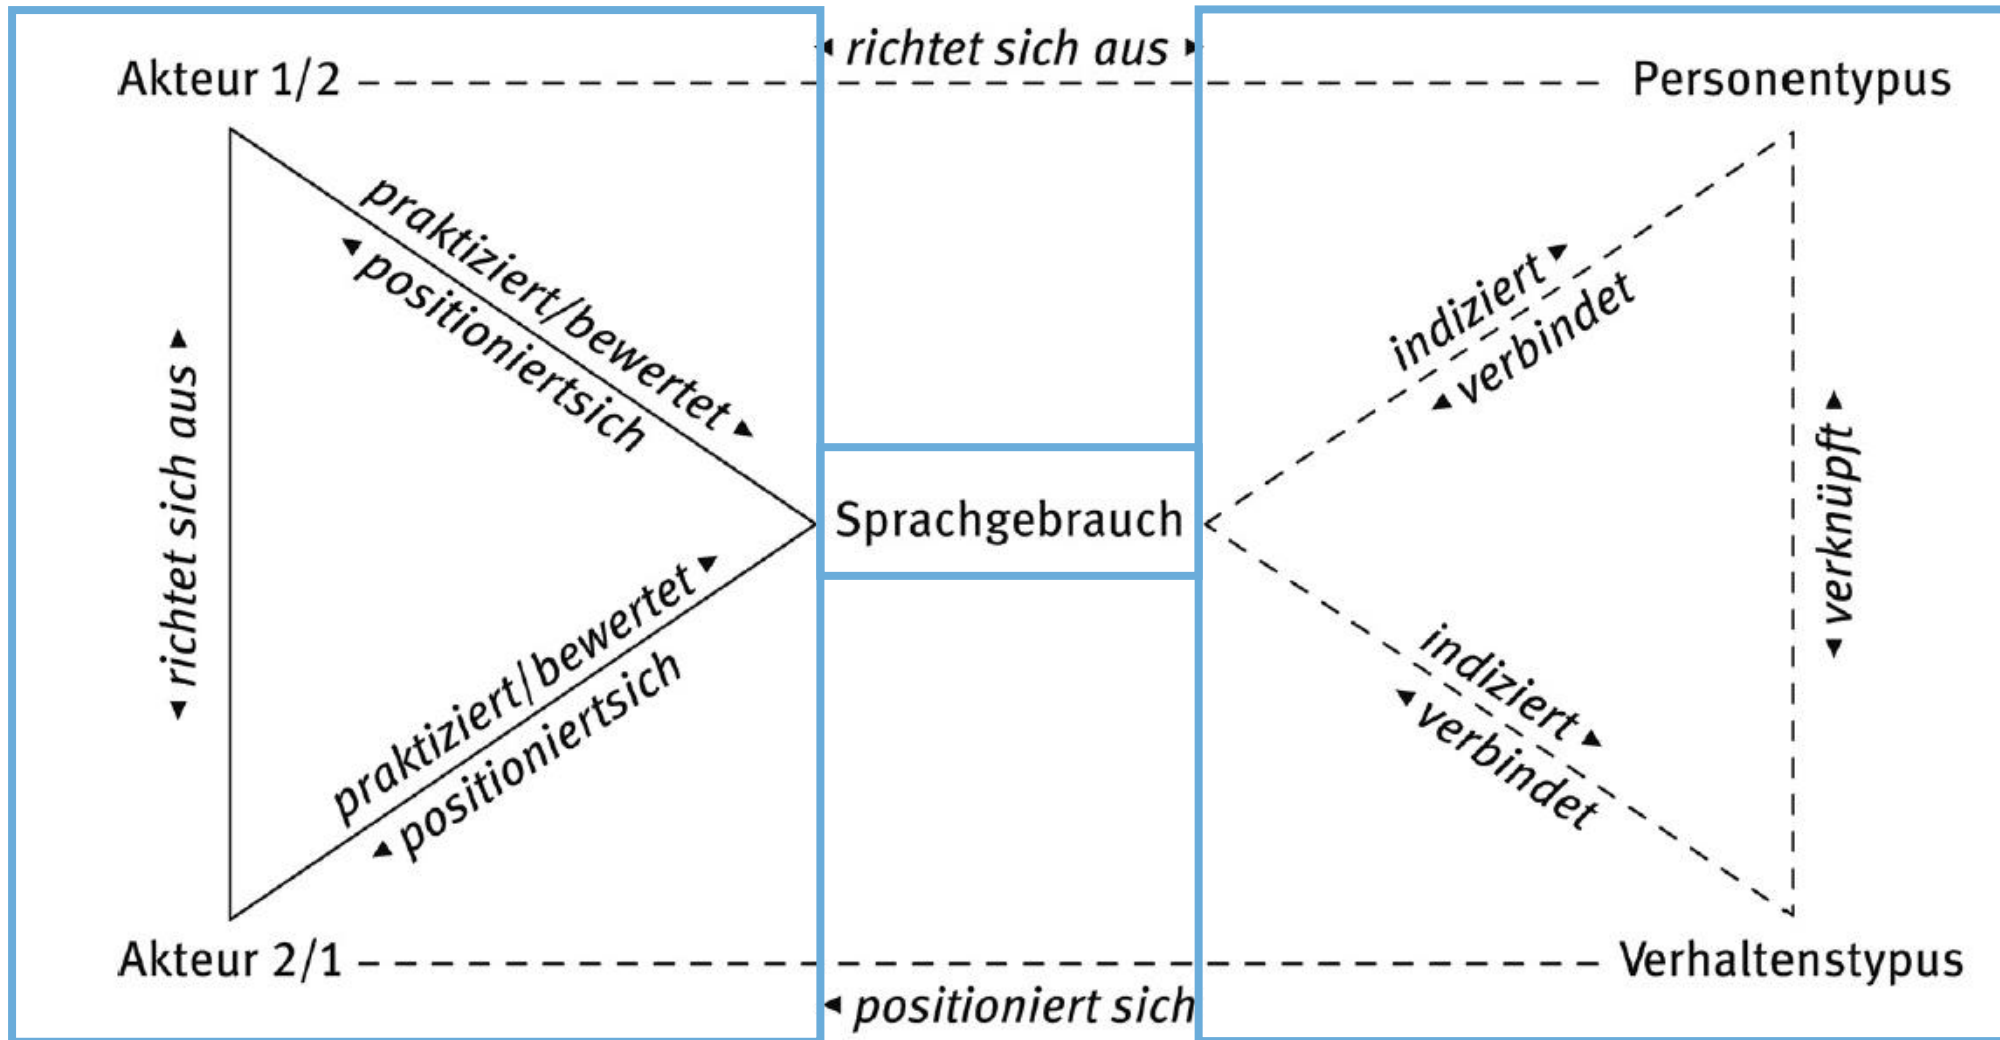 ◄ richtet sich aus ►
Akteur 1/2
Personentypus
praktiziert/bewertet ►
◄ positioniertsich
indiziert ►
◄ verbindet
◄ richtet sich aus ►
Sprachgebrauch
◄ verknüpft ►
praktiziert/bewertet ►
◄ positioniertsich
indiziert ►
◄ verbindet
Akteur 2/1
Verhaltenstypus
◄ positioniert sich